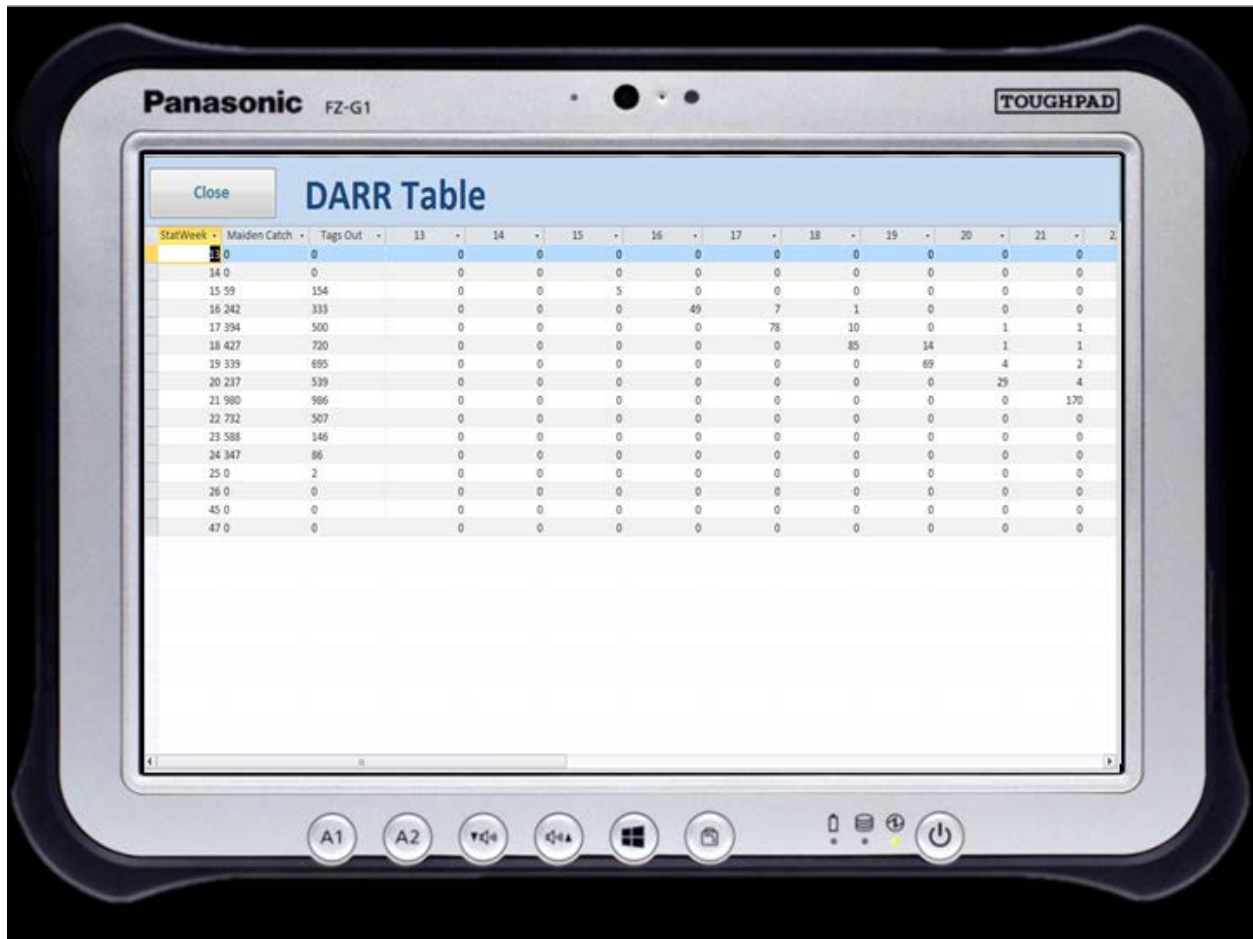 Panasonic FZ-G1 TOUGHPAD
Close DARR Table
StatWeek Maiden Catch Tags Out 13 14 15 16 17 18 19 20 21
13 0 0 0 0 0 0 0 0 0 0 0
14 0 0 0 0 0 0 0 0 0 0 0
15 59 154 0 0 5 0 0 0 0 0 0
16 242 333 0 0 0 49 7 1 0 0 0
17 394 500 0 0 0 0 78 10 0 1 1
18 427 720 0 0 0 0 0 85 14 1 1
19 339 695 0 0 0 0 0 0 69 4 2
20 237 539 0 0 0 0 0 0 0 29 4
21 980 986 0 0 0 0 0 0 0 0 170
22 732 507 0 0 0 0 0 0 0 0 0
23 588 146 0 0 0 0 0 0 0 0 0
24 347 86 0 0 0 0 0 0 0 0 0
25 0 2 0 0 0 0 0 0 0 0 0
26 0 0 0 0 0 0 0 0 0 0 0
45 0 0 0 0 0 0 0 0 0 0 0
47 0 0 0 0 0 0 0 0 0 0 0
A1 A2